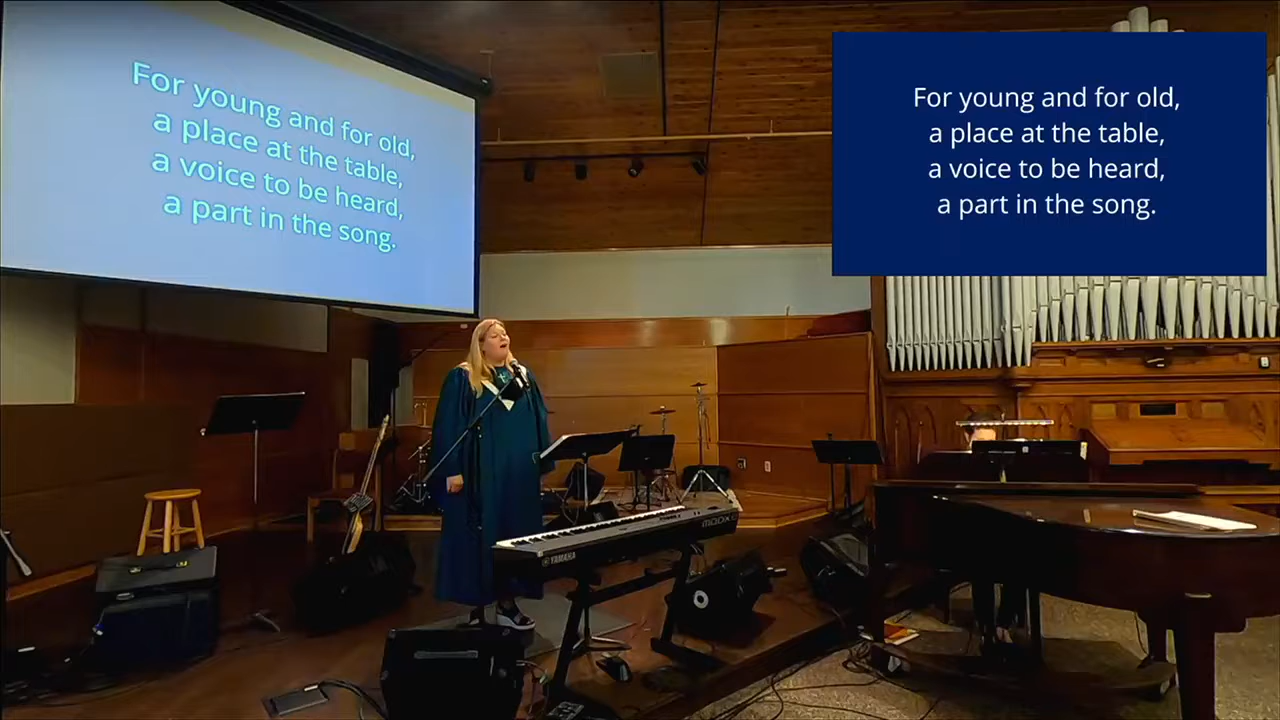 For young and for old,
a place at the table,
a voice to be heard,
a part in the song.
For young and for old,
a place at the table,
a voice to be heard,
a part in the song.
YAMAHA